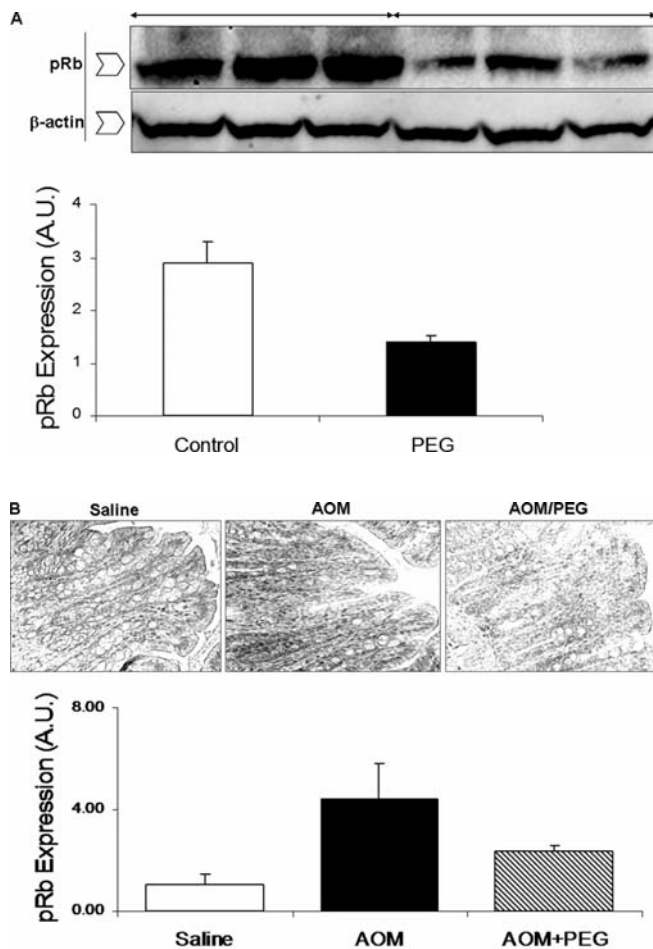 A
pRb
β-actin
pRb Expression (A.U.)
4
3
2
1
0
Control PEG
B
Saline AOM AOM/PEG
pRb Expression (A.U.)
8.00
4.00
0.00
Saline AOM AOM+PEG